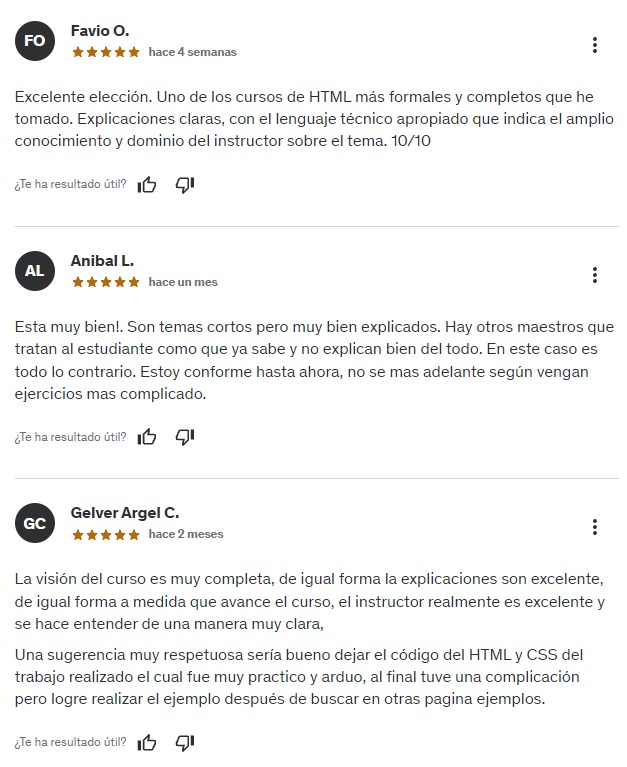 FO
Favio O.
hace 4 semanas
Excelente elección. Uno de los cursos de HTML más formales y completos que he
tomado. Explicaciones claras, con el lenguaje técnico apropiado que indica el amplio
conocimiento y dominio del instructor sobre el tema. 10/10
¿Te ha resultado útil?
AL
Anibal L.
hace un mes
Esta muy bien!. Son temas cortos pero muy bien explicados. Hay otros maestros que
tratan al estudiante como que ya sabe y no explican bien del todo. En este caso es
todo lo contrario. Estoy conforme hasta ahora, no se mas adelante según vengan
ejercicios mas complicado.
¿Te ha resultado útil?
GC
Gelver Argel C.
hace 2 meses
La visión del curso es muy completa, de igual forma la explicaciones son excelente,
de igual forma a medida que avance el curso, el instructor realmente es excelente y
se hace entender de una manera muy clara,
Una sugerencia muy respetuosa sería bueno dejar el código del HTML y CSS del
trabajo realizado el cual fue muy practico y arduo, al final tuve una complicación
pero logre realizar el ejemplo después de buscar en otras pagina ejemplos.
¿Te ha resultado útil?